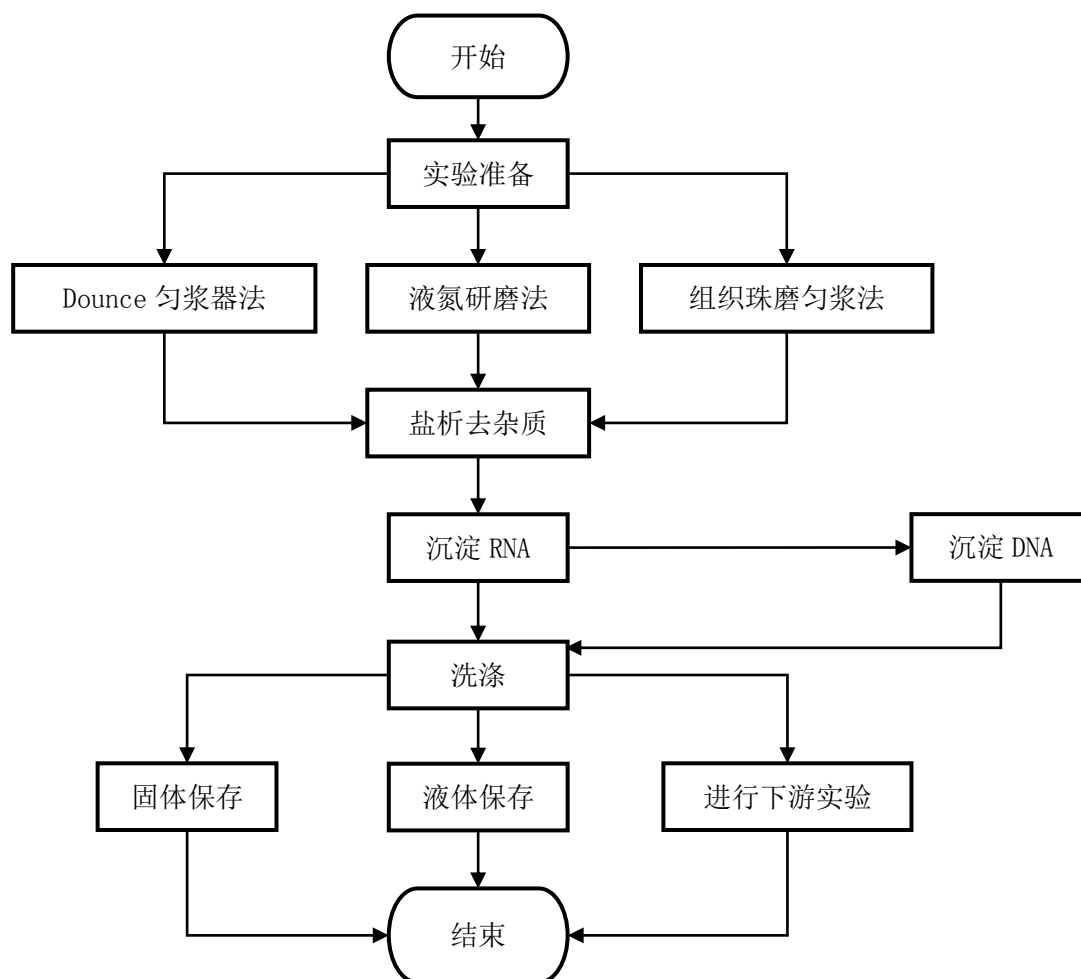 开始
实验准备
Dounce 匀浆器法
液氮研磨法
组织珠磨匀浆法
盐析去杂质
沉淀 RNA
沉淀 DNA
洗涤
固体保存
液体保存
进行下游实验
结束